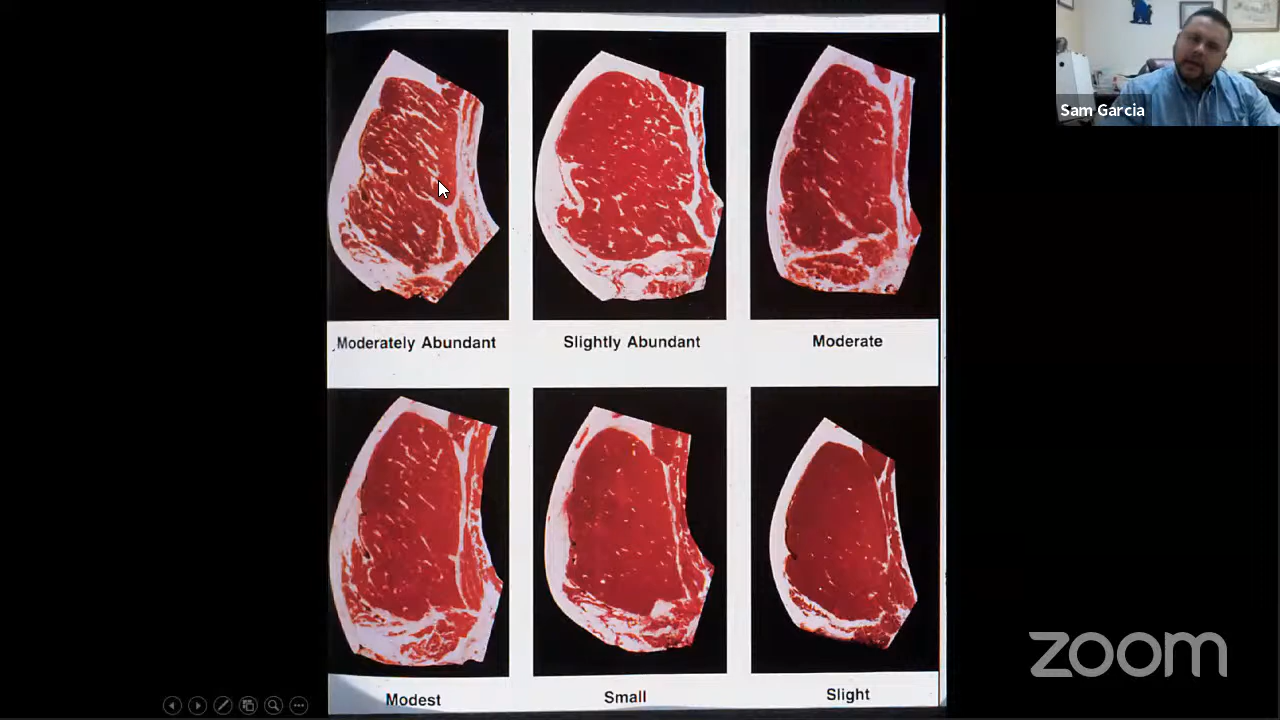 Sam Garcia
Moderately Abundant
Slightly Abundant
Moderate
Modest
Small
Slight
zoom